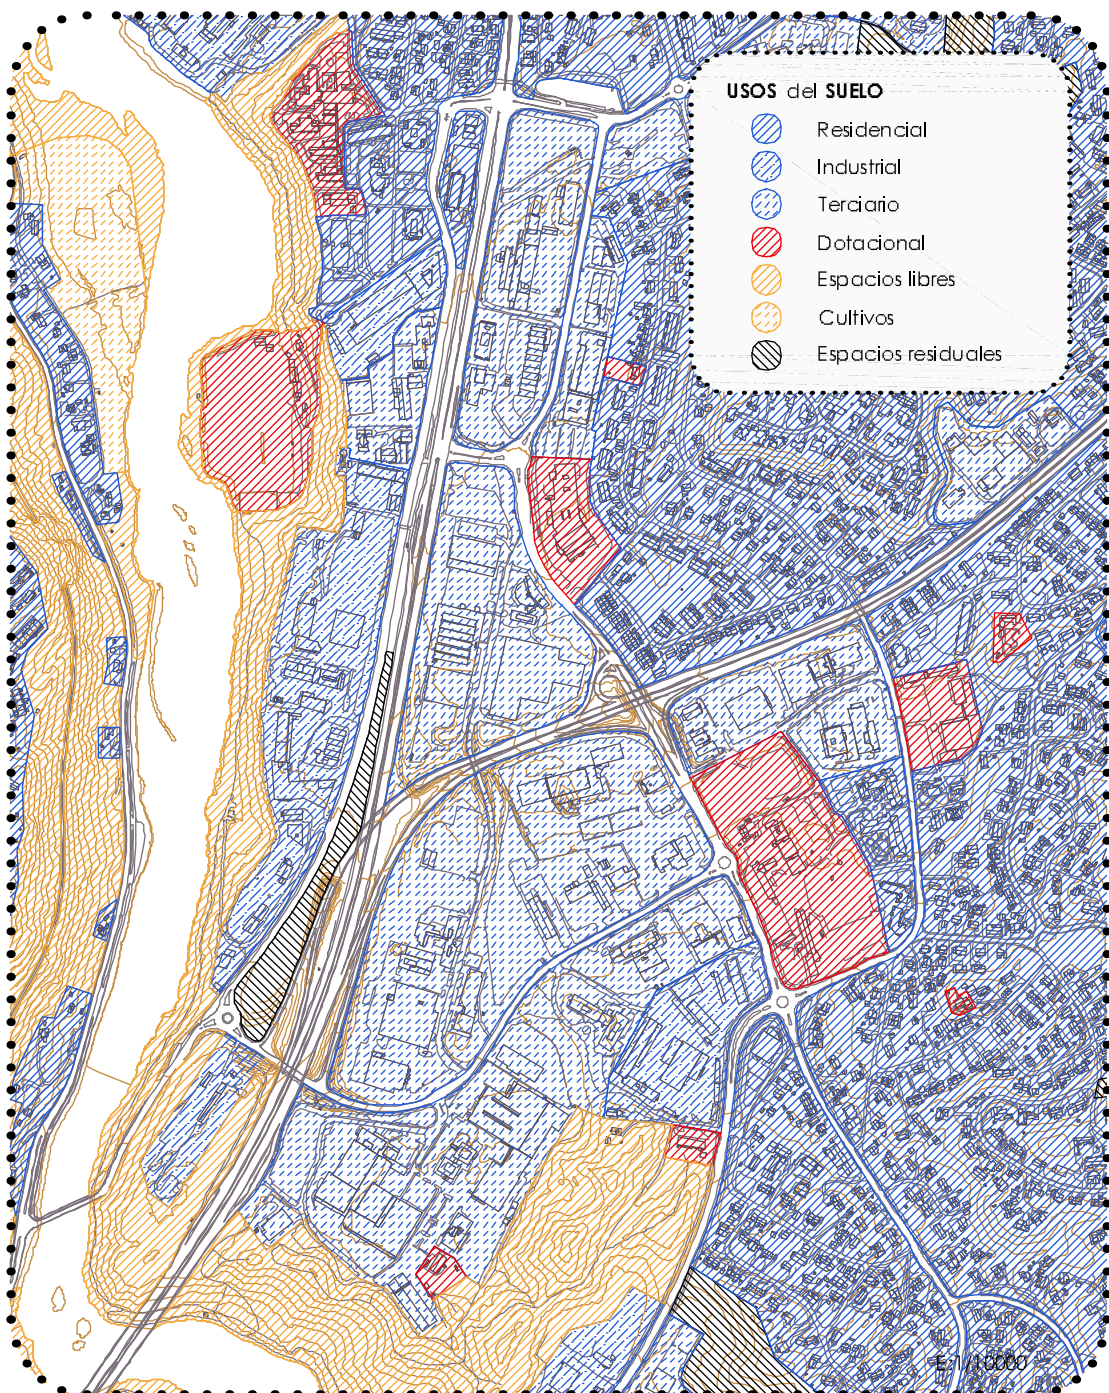 USOS del SUELO
Residencial
Industrial
Terciario
Dotacional
Espacios libres
Cultivos
Espacios residuales
E:1/10000